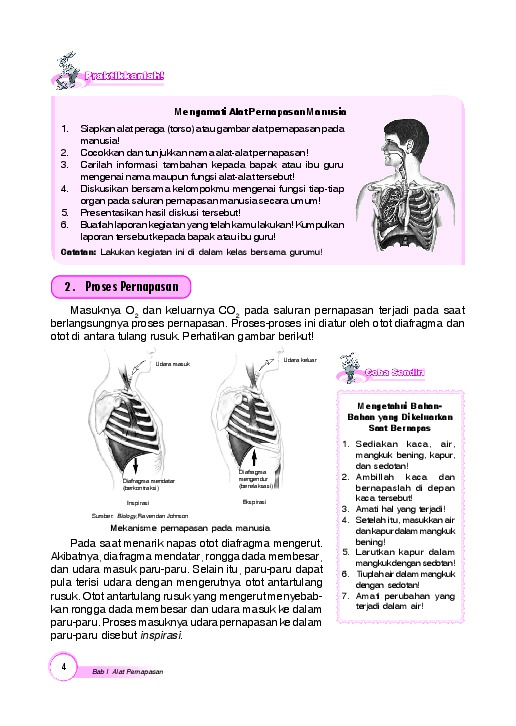 Praktikkanlah!
Mengamati Alat Pernapasan Manusia
1. Siapkan alat peraga (torso) atau gambar alat pernapasan pada
manusia!
2. Cocokkan dan tunjukkan nama alat-alat pernapasan!
3. Carilah informasi tambahan kepada bapak atau ibu guru
mengenai nama maupun fungsi alat-alat tersebut!
4. Diskusikan bersama kelompokmu mengenai fungsi tiap-tiap
organ pada saluran pernapasan manusia secara umum!
5. Presentasikan hasil diskusi tersebut!
6. Buatlah laporan kegiatan yang telah kamu lakukan! Kumpulkan
laporan tersebut kepada bapak atau ibu guru!
Catatan: Lakukan kegiatan ini di dalam kelas bersama gurumu!
2. Proses Pernapasan
Masuknya O2 dan keluarnya CO2 pada saluran pernapasan terjadi pada saat
berlangsungnya proses pernapasan. Proses-proses ini diatur oleh otot diafragma dan
otot di antara tulang rusuk. Perhatikan gambar berikut!
Udara masuk
Udara keluar
Diafragma mendatar
(berkontraksi)
Diafragma
mengendur
(berelaksasi)
Inspirasi
Ekspirasi
Sumber: Biology, Ravendan Johnson
Mekanisme pernapasan pada manusia
Pada saat menarik napas otot diafragma mengerut.
Akibatnya, diafragma mendatar, rongga dada membesar,
dan udara masuk paru-paru. Selain itu, paru-paru dapat
pula terisi udara dengan mengerutnya otot antartulang
rusuk. Otot antartulang rusuk yang mengerut menyebab-
kan rongga dada membesar dan udara masuk ke dalam
paru-paru. Proses masuknya udara pernapasan ke dalam
paru-paru disebut inspirasi.
Coba Sendiri
Mengetahui Bahan-
Bahan yang Dikeluarkan
Saat Bernapas
1. Sediakan kaca, air,
mangkuk bening, kapur,
dan sedotan!
2. Ambillah kaca dan
bernapaslah di depan
kaca tersebut!
3. Amati hal yang terjadi!
4. Setelah itu, masukkan air
dan kapur dalam mangkuk
bening!
5. Larutkan kapur dalam
mangkuk dengan sedotan!
6. Tiuplah air dalam mangkuk
dengan sedotan!
7. Amati perubahan yang
terjadi dalam air!
4
Bab I Alat Pernapasan